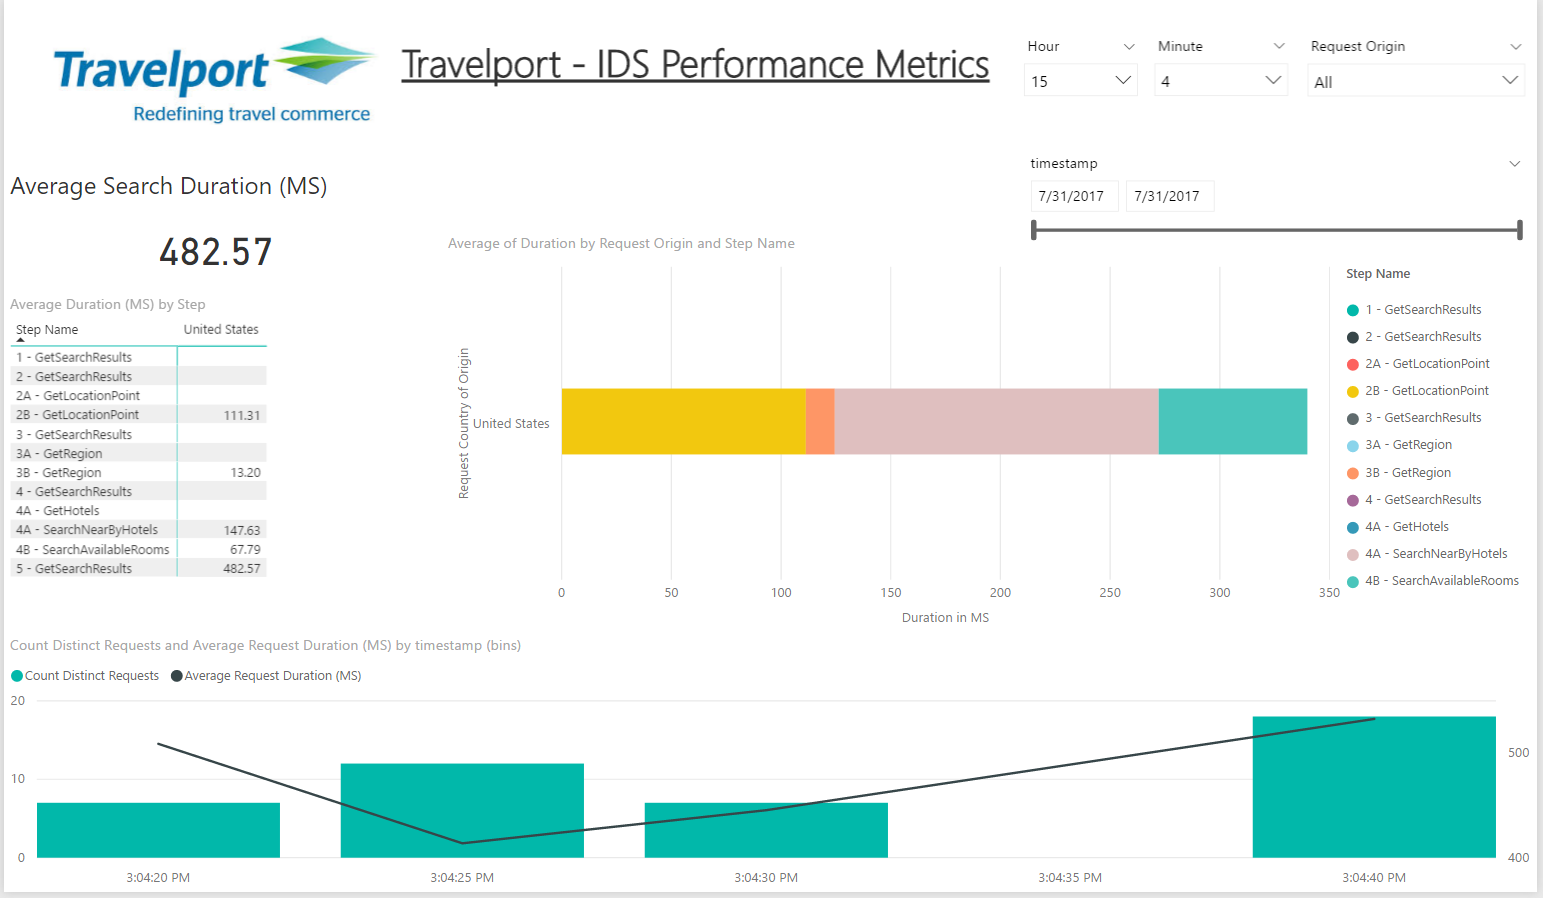 Travelport
Redefining travel commerce
Travelport - IDS Performance Metrics
Hour
15
Minute
4
Request Origin
All
timestamp
7/31/2017 7/31/2017
Average Search Duration (MS)
482.57
Average Duration (MS) by Step
Step Name United States
1 - GetSearchResults
2 - GetSearchResults
2A - GetLocationPoint
2B - GetLocationPoint 111.31
3 - GetSearchResults
3A - GetRegion
3B - GetRegion 13.20
4 - GetSearchResults
4A - GetHotels
4A - SearchNearByHotels 147.63
4B - SearchAvailableRooms 67.79
5 - GetSearchResults 482.57
Average of Duration by Request Origin and Step Name
Request Country of Origin
United States
0 50 100 150 200 250 300 350
Duration in MS
Step Name
1 - GetSearchResults
2 - GetSearchResults
2A - GetLocationPoint
2B - GetLocationPoint
3 - GetSearchResults
3A - GetRegion
3B - GetRegion
4 - GetSearchResults
4A - GetHotels
4A - SearchNearByHotels
4B - SearchAvailableRooms
Count Distinct Requests and Average Request Duration (MS) by timestamp (bins)
Count Distinct Requests Average Request Duration (MS)
20
10
0
500
400
3:04:20 PM 3:04:25 PM 3:04:30 PM 3:04:35 PM 3:04:40 PM